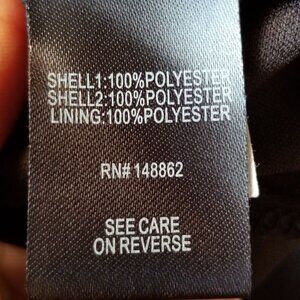 SHELL1:100%POLYESTER
SHELL2:100%POLYESTER
LINING:100%POLYESTER
RN# 148862
SEE CARE
ON REVERSE